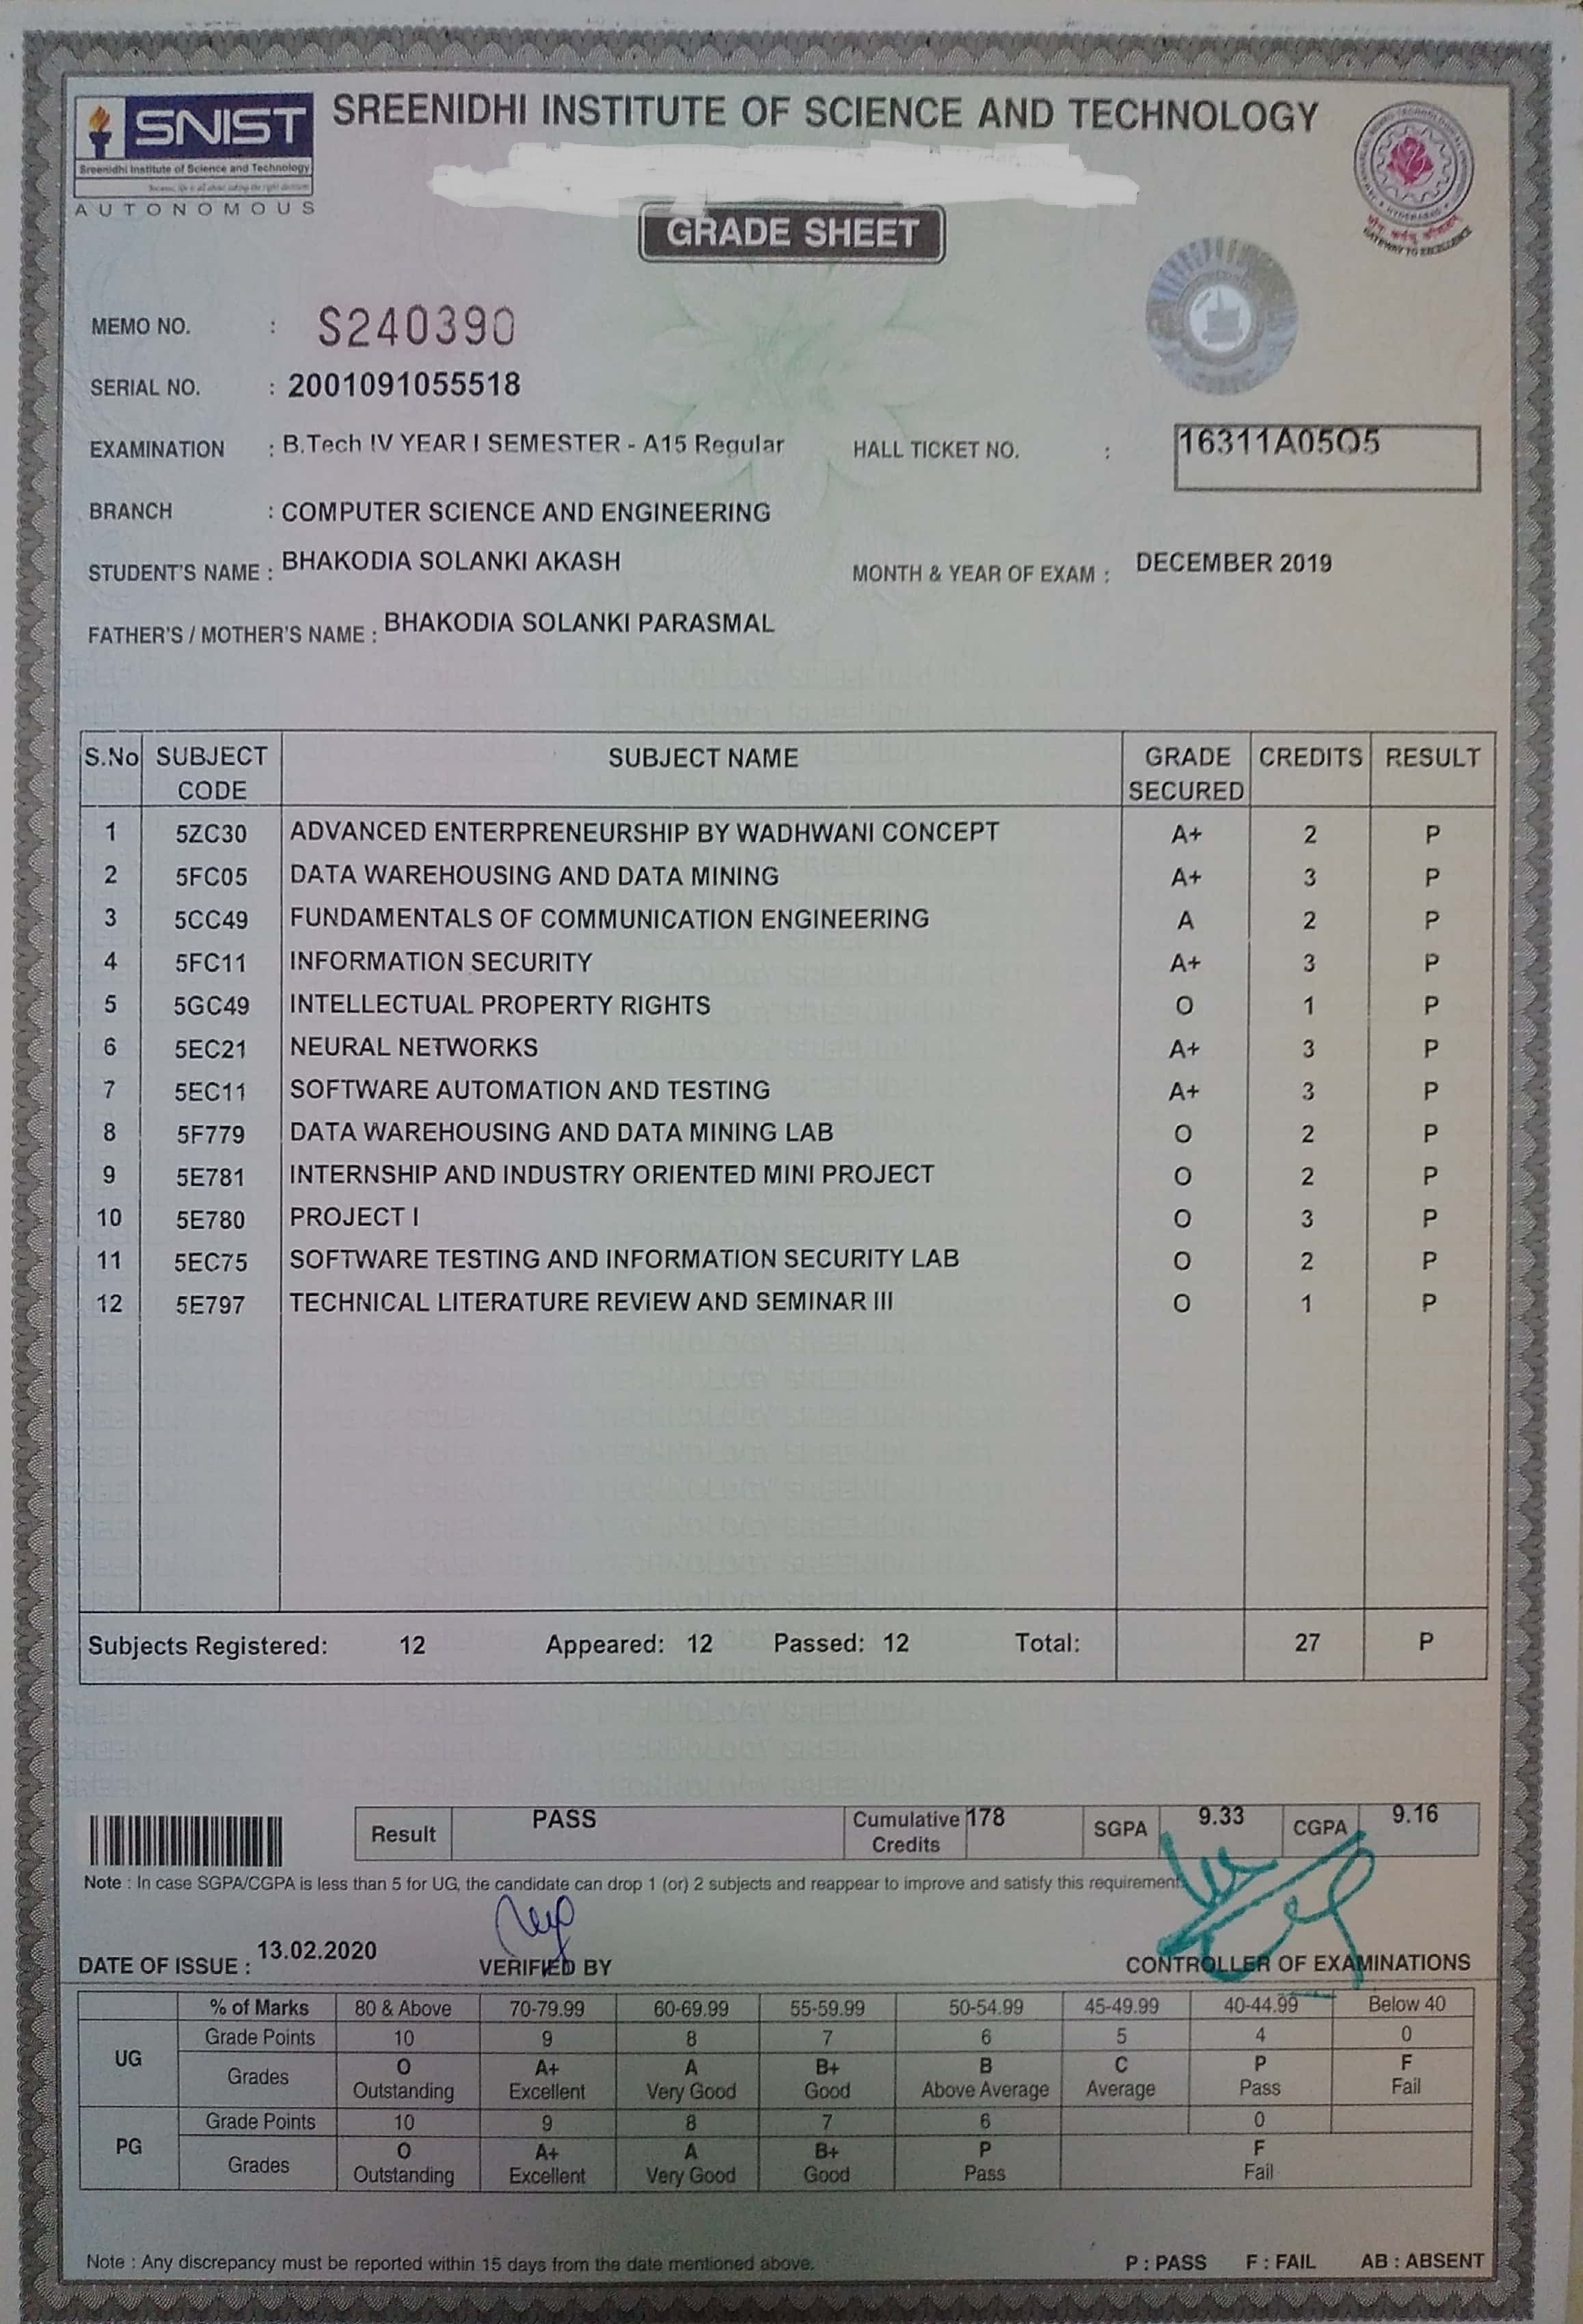 SNIST
Sreenidhi Institute of Science and Technology
AUTONOMOUS
SREENIDHI INSTITUTE OF SCIENCE AND TECHNOLOGY
GRADE SHEET
GATEWAY TO EXCELLENCE
MEMO NO. : S240390
SERIAL NO. : 2001091055518
EXAMINATION : B.Tech IV YEAR I SEMESTER - A15 Regular HALL TICKET NO. : 16311A05Q5
BRANCH : COMPUTER SCIENCE AND ENGINEERING
STUDENT'S NAME : BHAKODIA SOLANKI AKASH MONTH & YEAR OF EXAM : DECEMBER 2019
FATHER'S / MOTHER'S NAME : BHAKODIA SOLANKI PARASMAL
S.No SUBJECT CODE SUBJECT NAME GRADE SECURED CREDITS RESULT
1 5ZC30 ADVANCED ENTERPRENEURSHIP BY WADHWANI CONCEPT A+ 2 P
2 5FC05 DATA WAREHOUSING AND DATA MINING A+ 3 P
3 5CC49 FUNDAMENTALS OF COMMUNICATION ENGINEERING A 2 P
4 5FC11 INFORMATION SECURITY A+ 3 P
5 5GC49 INTELLECTUAL PROPERTY RIGHTS O 1 P
6 5EC21 NEURAL NETWORKS A+ 3 P
7 5EC11 SOFTWARE AUTOMATION AND TESTING A+ 3 P
8 5F779 DATA WAREHOUSING AND DATA MINING LAB O 2 P
9 5E781 INTERNSHIP AND INDUSTRY ORIENTED MINI PROJECT O 2 P
10 5E780 PROJECT I O 3 P
11 5EC75 SOFTWARE TESTING AND INFORMATION SECURITY LAB O 2 P
12 5E797 TECHNICAL LITERATURE REVIEW AND SEMINAR III O 1 P
Subjects Registered: 12 Appeared: 12 Passed: 12 Total: 27 P
Result PASS Cumulative Credits 178 SGPA 9.33 CGPA 9.16
Note : In case SGPA/CGPA is less than 5 for UG, the candidate can drop 1 (or) 2 subjects and reappear to improve and satisfy this requirement.
DATE OF ISSUE : 13.02.2020 VERIFIED BY CONTROLLER OF EXAMINATIONS
UG % of Marks 80 & Above 70-79.99 60-69.99 55-59.99 50-54.99 45-49.99 40-44.99 Below 40
Grade Points 10 9 8 7 6 5 4 0
Grades O A+ A B+ B C P F
Outstanding Excellent Very Good Good Above Average Average Pass Fail
PG Grade Points 10 9 8 7 6 0
Grades O A+ A B+ P F
Outstanding Excellent Very Good Good Pass Fail
Note : Any discrepancy must be reported within 15 days from the date mentioned above. P : PASS F : FAIL AB : ABSENT